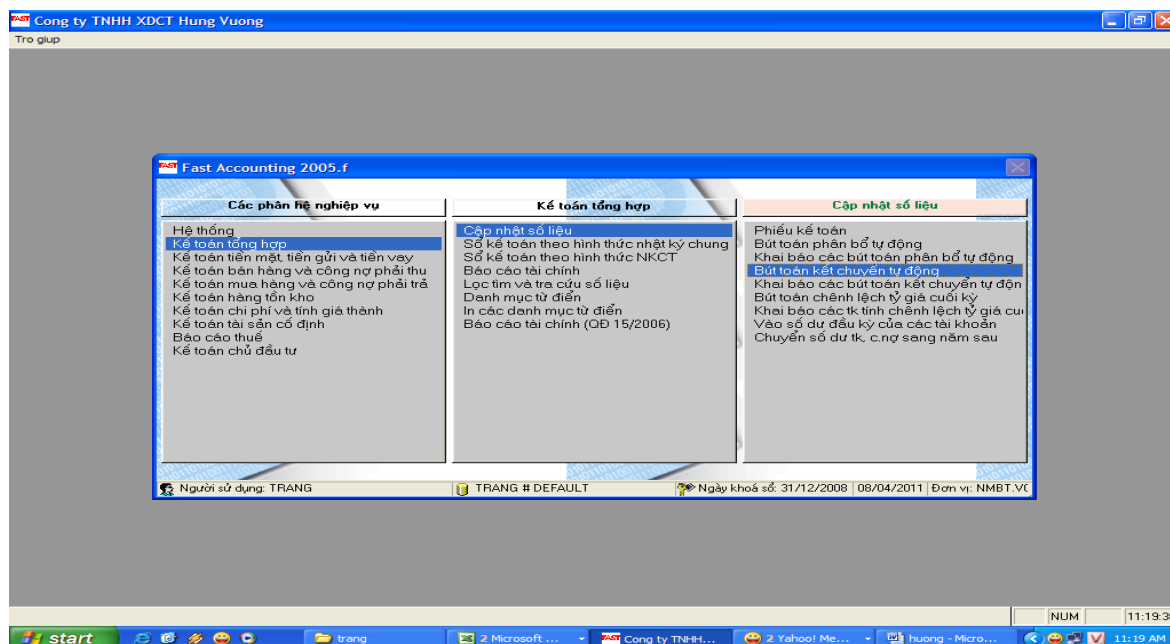 FAST Cong ty TNHH XDCT Hung Vuong
Tro giup
FAST Fast Accounting 2005.f
Các phân hệ nghiệp vụ
Hệ thống
Kế toán tổng hợp
Kế toán tiền mặt, tiền gửi và tiền vay
Kế toán bán hàng và công nợ phải thu
Kế toán mua hàng và công nợ phải trả
Kế toán hàng tồn kho
Kế toán chi phí và tính giá thành
Kế toán tài sản cố định
Báo cáo thuế
Kế toán chủ đầu tư
Kế toán tổng hợp
Cập nhật số liệu
Sổ kế toán theo hình thức nhật ký chung
Sổ kế toán theo hình thức NKCT
Báo cáo tài chính
Lọc tìm và tra cứu số liệu
Danh mục từ điển
In các danh mục từ điển
Báo cáo tài chính (QĐ 15/2006)
Cập nhật số liệu
Phiếu kế toán
Bút toán phân bổ tự động
Khai báo các bút toán phân bổ tự động
Bút toán kết chuyển tự động
Khai báo các bút toán kết chuyển tự độn
Bút toán chênh lệch tỷ giá cuối kỳ
Khai báo các tk tính chênh lệch tỷ giá cu
Vào số dư đầu kỳ của các tài khoản
Chuyển số dư tk, c.nợ sang năm sau
Người sử dụng: TRANG
TRANG # DEFAULT
Ngày khoá sổ: 31/12/2008 08/04/2011 Đơn vị: NMBT.VC
NUM 11:19:3
start trang 2 Microsoft ... FAST Cong ty TNHH... 2 Yahoo! Me... huong - Micro... V 11:19 AM